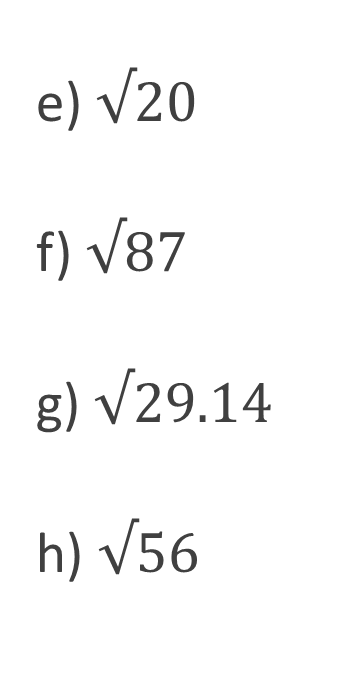 e) √20
f) √87
g) √29.14
h) √56